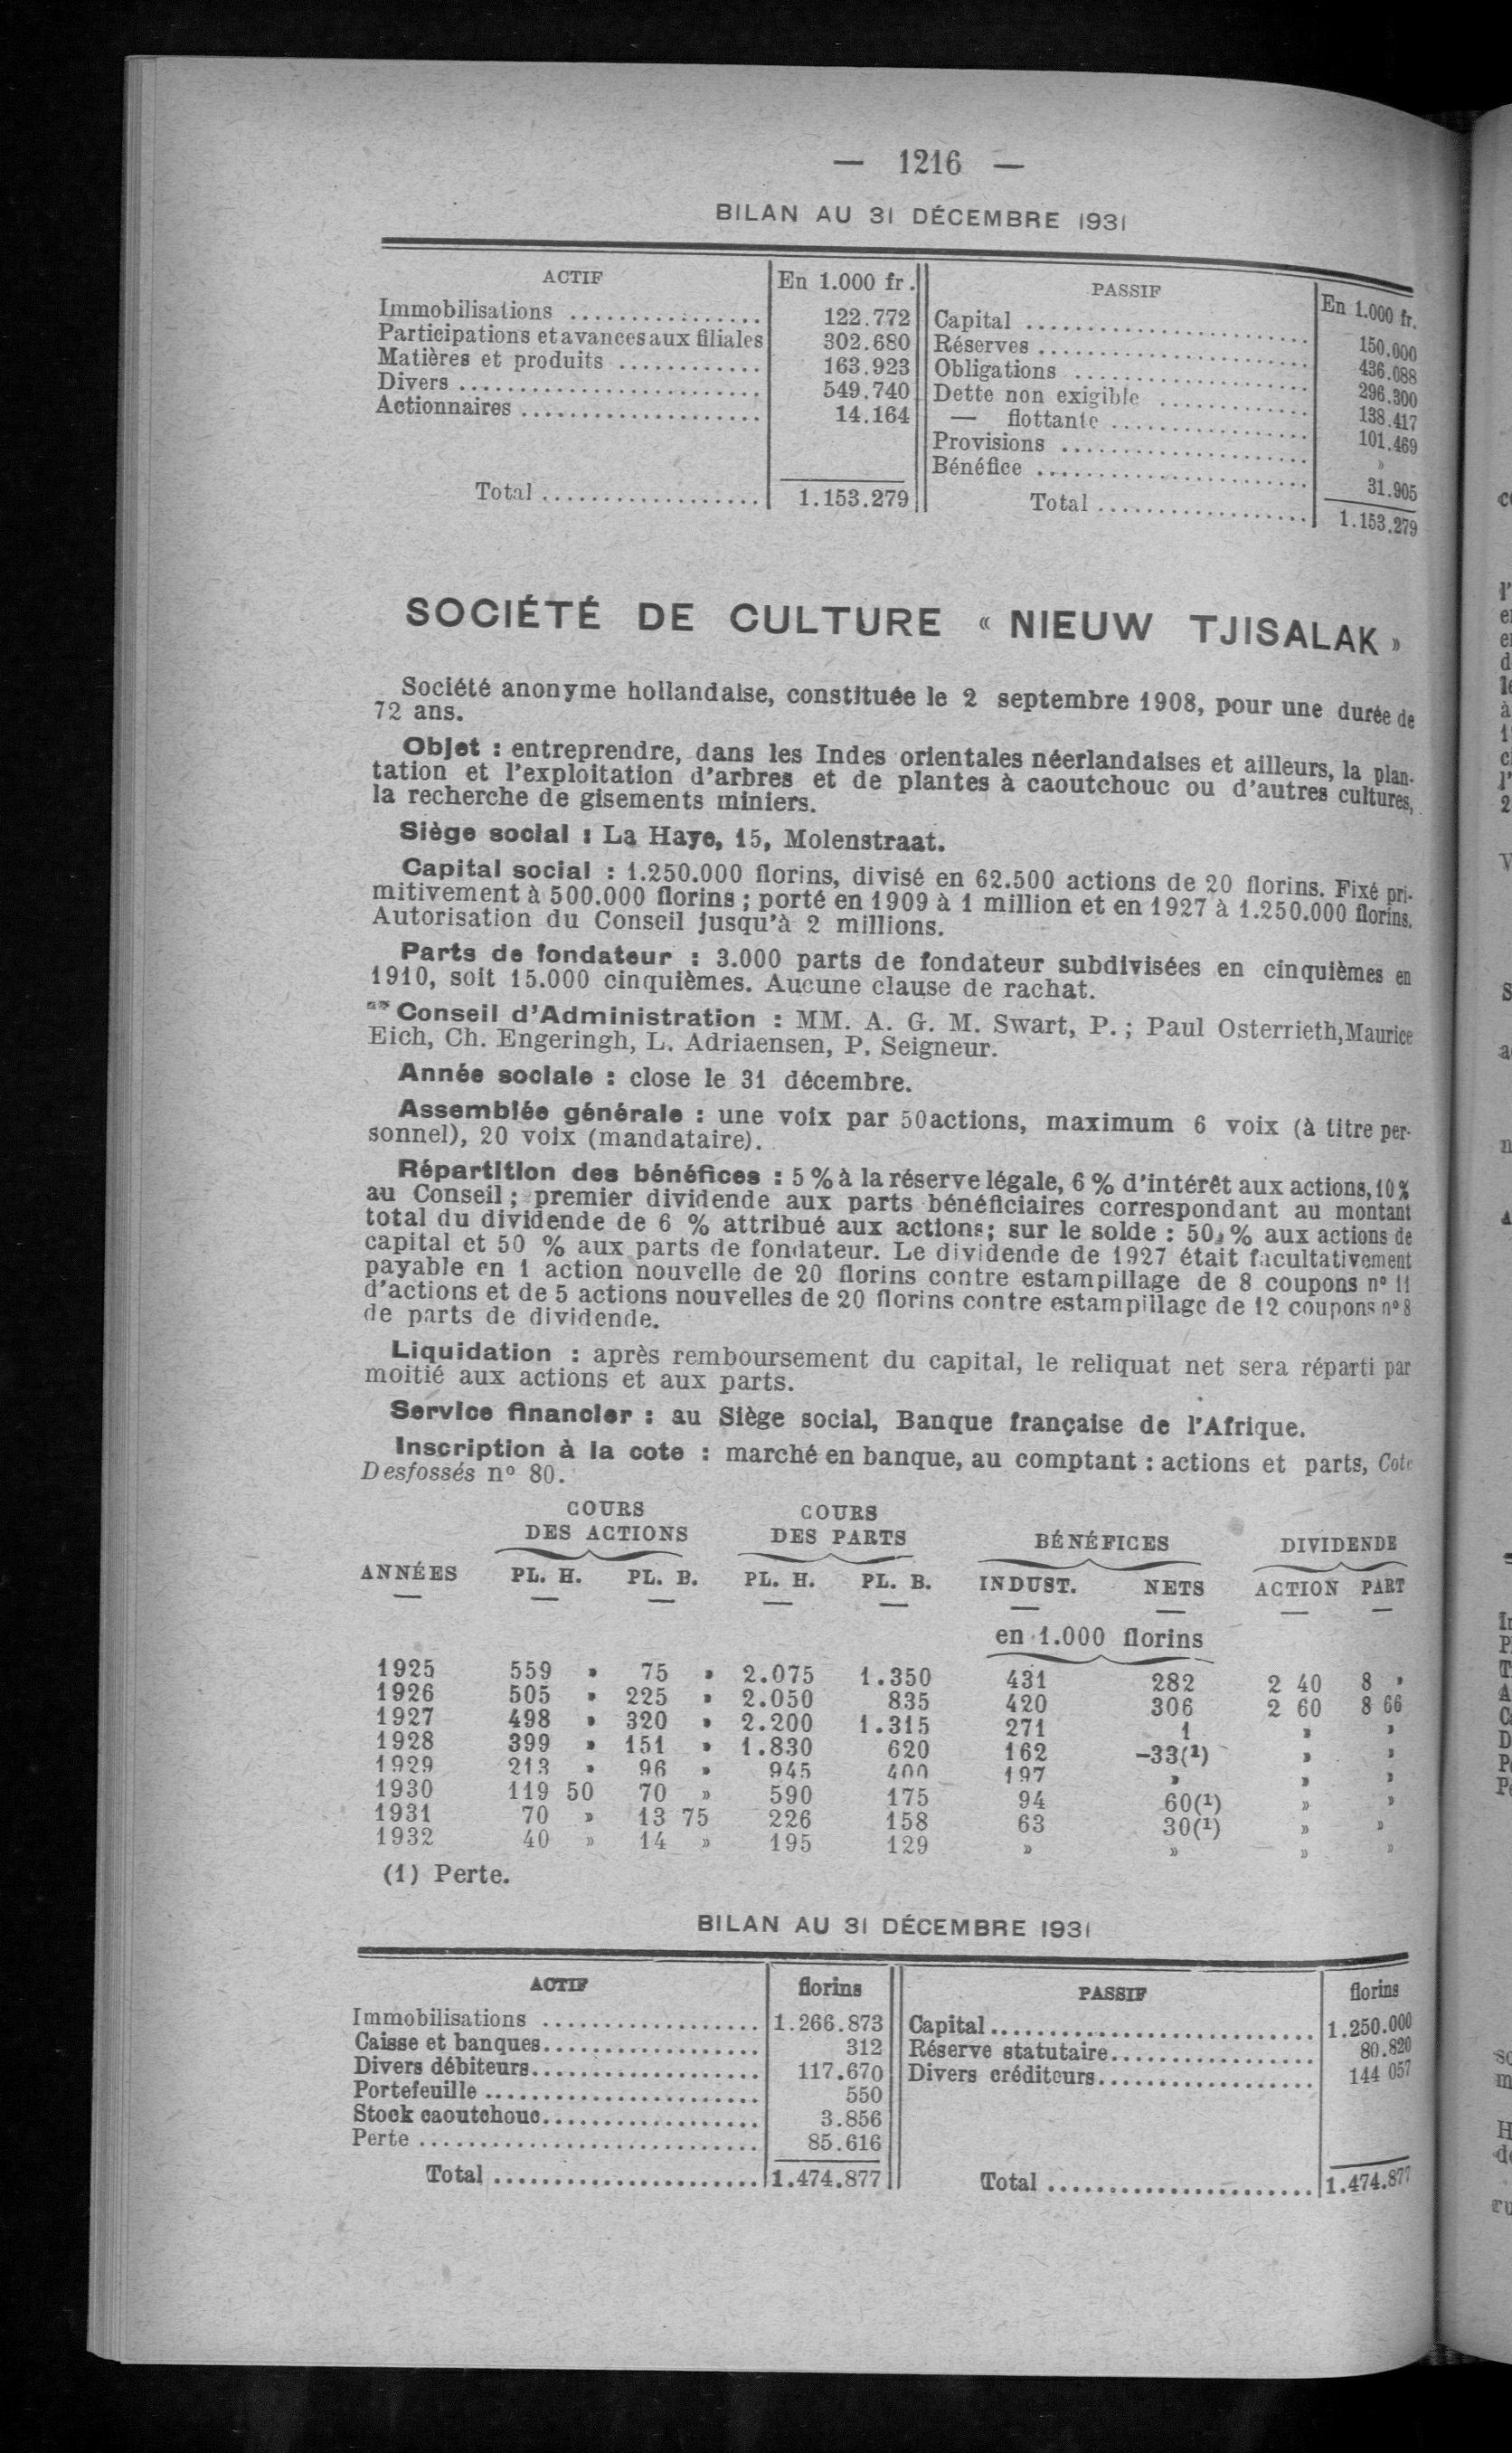 — 1216 —
BILAN AU 31 DÉCEMBRE 1931
ACTIF En 1.000 fr. PASSIF En 1.000 fr.
Immobilisations ................ 122.772 Capital ........................ 150.000
Participations et avances aux filiales 302.680 Réserves ....................... 436.088
Matières et produits ............ 163.923 Obligations .................... 296.300
Divers ......................... 549.740 Dette non exigible ............. 138.417
Actionnaires .................... 14.164 — flottante ................. 101.469
Provisions ..................... »
Bénéfice ....................... 31.905
Total .................. 1.153.279 Total .................. 1.153.279
SOCIÉTÉ DE CULTURE « NIEUW TJISALAK »
Société anonyme hollandaise, constituée le 2 septembre 1908, pour une durée de
72 ans.
Objet : entreprendre, dans les Indes orientales néerlandaises et ailleurs, la plan-
tation et l'exploitation d'arbres et de plantes à caoutchouc ou d'autres cultures,
la recherche de gisements miniers.
Siège social : La Haye, 15, Molenstraat.
Capital social : 1.250.000 florins, divisé en 62.500 actions de 20 florins. Fixé pri-
mitivement à 500.000 florins ; porté en 1909 à 1 million et en 1927 à 1.250.000 florins.
Autorisation du Conseil jusqu'à 2 millions.
Parts de fondateur : 3.000 parts de fondateur subdivisées en cinquièmes en
1910, soit 15.000 cinquièmes. Aucune clause de rachat.
Conseil d'Administration : MM. A. G. M. Swart, P. ; Paul Osterrieth, Maurice
Eich, Ch. Engeringh, L. Adriaensen, P. Seigneur.
Année sociale : close le 31 décembre.
Assemblée générale : une voix par 50 actions, maximum 6 voix (à titre per-
sonnel), 20 voix (mandataire).
Répartition des bénéfices : 5 % à la réserve légale, 6 % d'intérêt aux actions, 10 %
au Conseil ; premier dividende aux parts bénéficiaires correspondant au montant
total du dividende de 6 % attribué aux actions; sur le solde : 50 % aux actions de
capital et 50 % aux parts de fondateur. Le dividende de 1927 était facultativement
payable en 1 action nouvelle de 20 florins contre estampillage de 8 coupons nº 11
d'actions et de 5 actions nouvelles de 20 florins contre estampillage de 12 coupons nº 8
de parts de dividende.
Liquidation : après remboursement du capital, le reliquat net sera réparti par
moitié aux actions et aux parts.
Service financier : au Siège social, Banque française de l'Afrique.
Inscription à la cote : marché en banque, au comptant : actions et parts, Cote
Desfossés nº 80.
COURS COURS
DES ACTIONS DES PARTS BÉNÉFICES DIVIDENDE
ANNÉES PL. H. PL. B. PL. H. PL. B. INDUST. NETS ACTION PART
en 1.000 florins
1925 559 » 75 » 2.075 1.350 431 282 2 40 8 »
1926 505 » 225 » 2.050 835 420 306 2 60 8 66
1927 498 » 320 » 2.200 1.315 271 1 » »
1928 399 » 151 » 1.830 620 162 -33(1) » »
1929 213 » 96 » 945 400 197 » » »
1930 119 50 70 » 590 175 94 60(1) » »
1931 70 » 13 75 226 158 63 30(1) » »
1932 40 » 14 » 195 129 » » » »
(1) Perte.
BILAN AU 31 DÉCEMBRE 1931
ACTIF florins PASSIF florins
Immobilisations .................. 1.266.873 Capital ........................... 1.250.000
Caisse et banques.................. 312 Réserve statutaire................. 80.820
Divers débiteurs................... 117.670 Divers créditeurs.................. 144 057
Portefeuille ....................... 550
Stock caoutchouc.................. 3.856
Perte ............................ 85.616
Total ...................... 1.474.877 Total ...................... 1.474.877